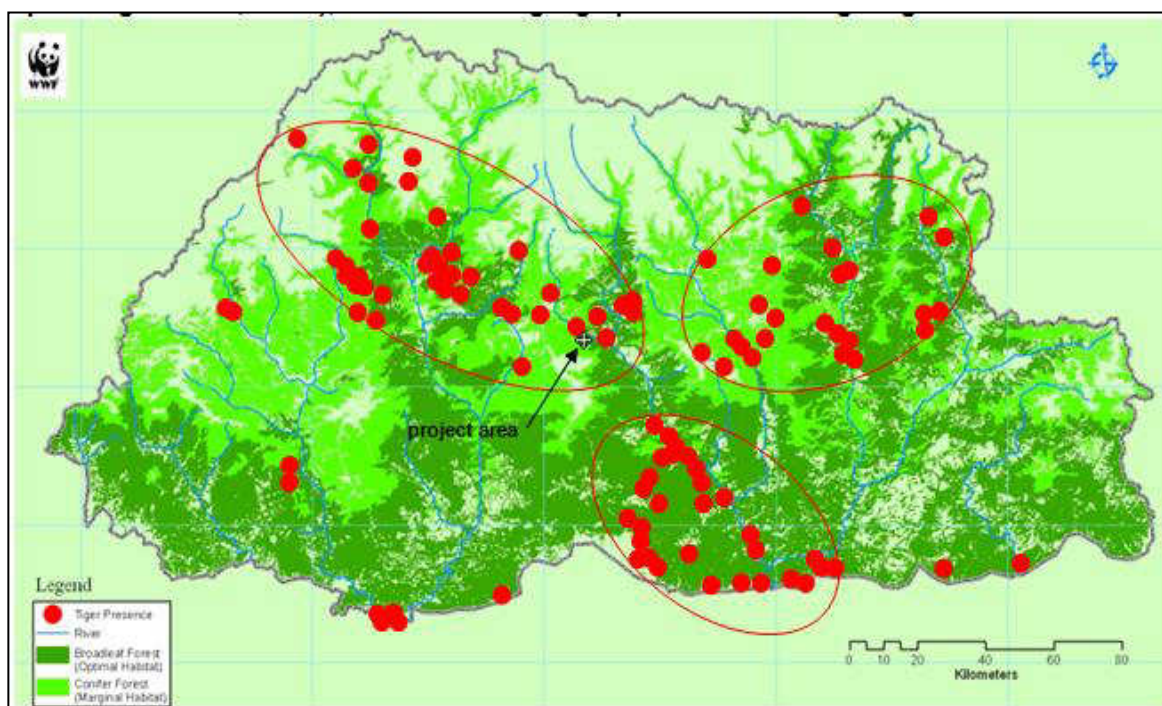 WWF
project area
Legend
Tiger Presence
River
Broadleaf Forest
(Optimal Habitat)
Conifer Forest
(Marginal Habitat)
0 10 20 40 60 80
Kilometers